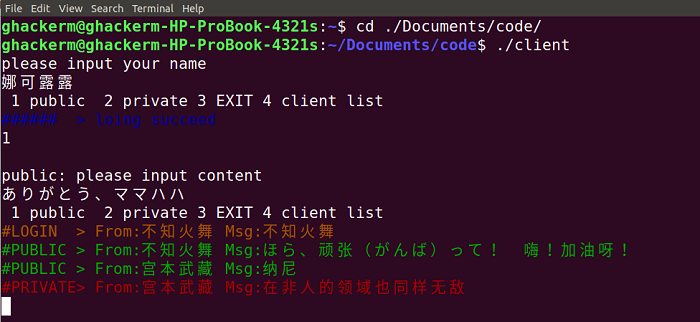 File Edit View Search Terminal Help
ghackerm@ghackerm-HP-ProBook-4321s:~$ cd ./Documents/code/
ghackerm@ghackerm-HP-ProBook-4321s:~/Documents/code$ ./client
please input your name
娜可露露
1 public 2 private 3 EXIT 4 client list
###### > loing succeed
1
public: please input content
ありがとう、ママハハ
1 public 2 private 3 EXIT 4 client list
#LOGIN > From:不知火舞 Msg:不知火舞
#PUBLIC > From:不知火舞 Msg:ほら、顽张（がんば）って！ 嗨！加油呀！
#PUBLIC > From:宫本武藏 Msg:纳尼
#PRIVATE> From:宫本武藏 Msg:在非人的领域也同样无敌